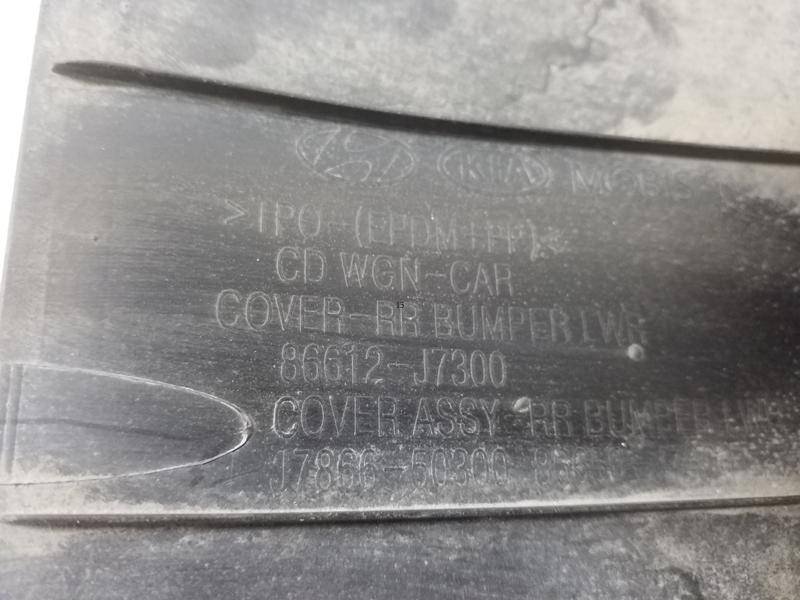 KIA MOBIS
>TPO-(EPDM+PP)<
CD WGN-CAR
COVER-RR BUMPER LWR
86612-J7300
COVER ASSY-RR BUMPER LWR
J7866-50300